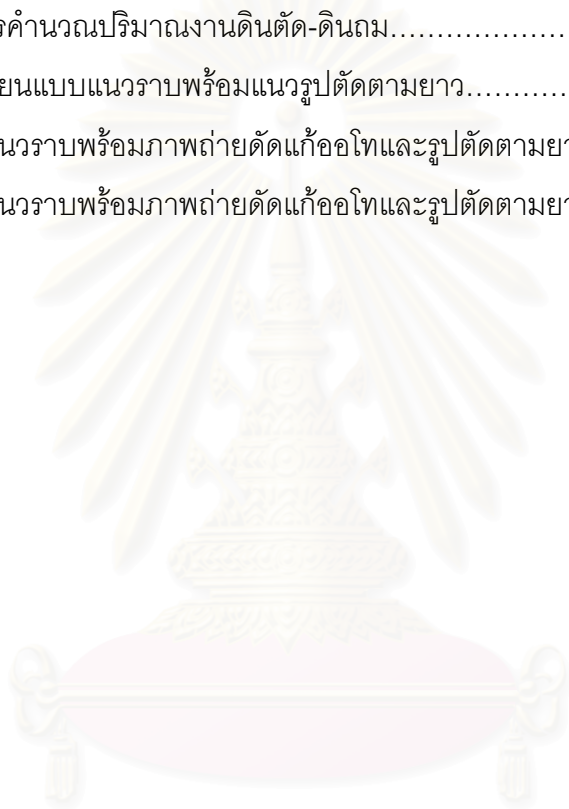 รคำนวณปริมาณงานดินตัด-ดินถม………………
ยนแบบแนวราบพร้อมแนวรูปตัดตามยาว…………
นวราบพร้อมภาพถ่ายดัดแก้ออโทและรูปตัดตามยา
นวราบพร้อมภาพถ่ายดัดแก้ออโทและรูปตัดตามยา